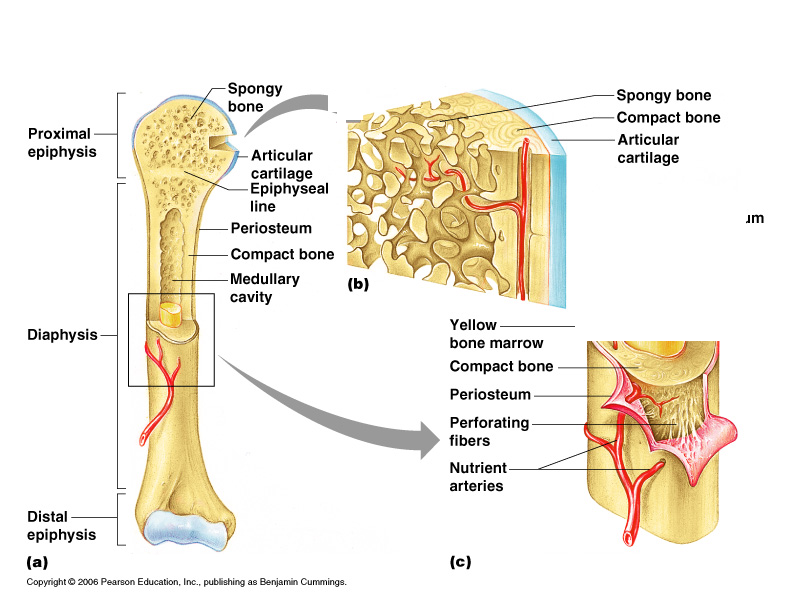 Spongy
bone
Proximal
epiphysis
Articular
cartilage
Epiphyseal
line
Periosteum
Compact bone
Medullary
cavity
Diaphysis
Distal
epiphysis
(a)
Spongy bone
Compact bone
Articular
cartilage
(b)
um
Yellow
bone marrow
Compact bone
Periosteum
Perforating
fibers
Nutrient
arteries
(c)
Copyright © 2006 Pearson Education, Inc., publishing as Benjamin Cummings.